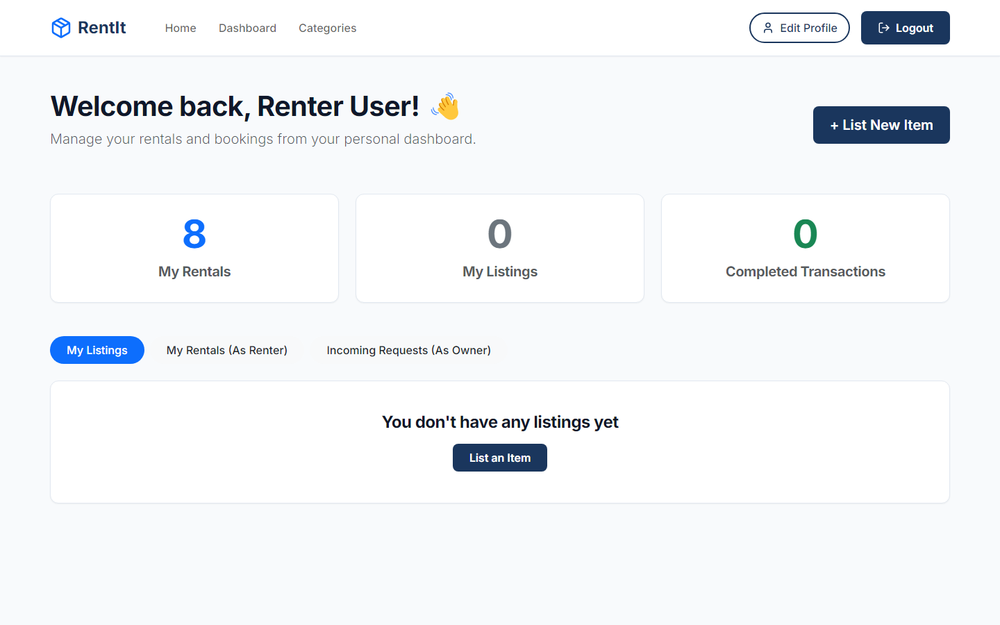 RentIt
Home
Dashboard
Categories
Edit Profile
Logout
Welcome back, Renter User! 👋
Manage your rentals and bookings from your personal dashboard.
+ List New Item
8
My Rentals
0
My Listings
0
Completed Transactions
My Listings
My Rentals (As Renter)
Incoming Requests (As Owner)
You don't have any listings yet
List an Item